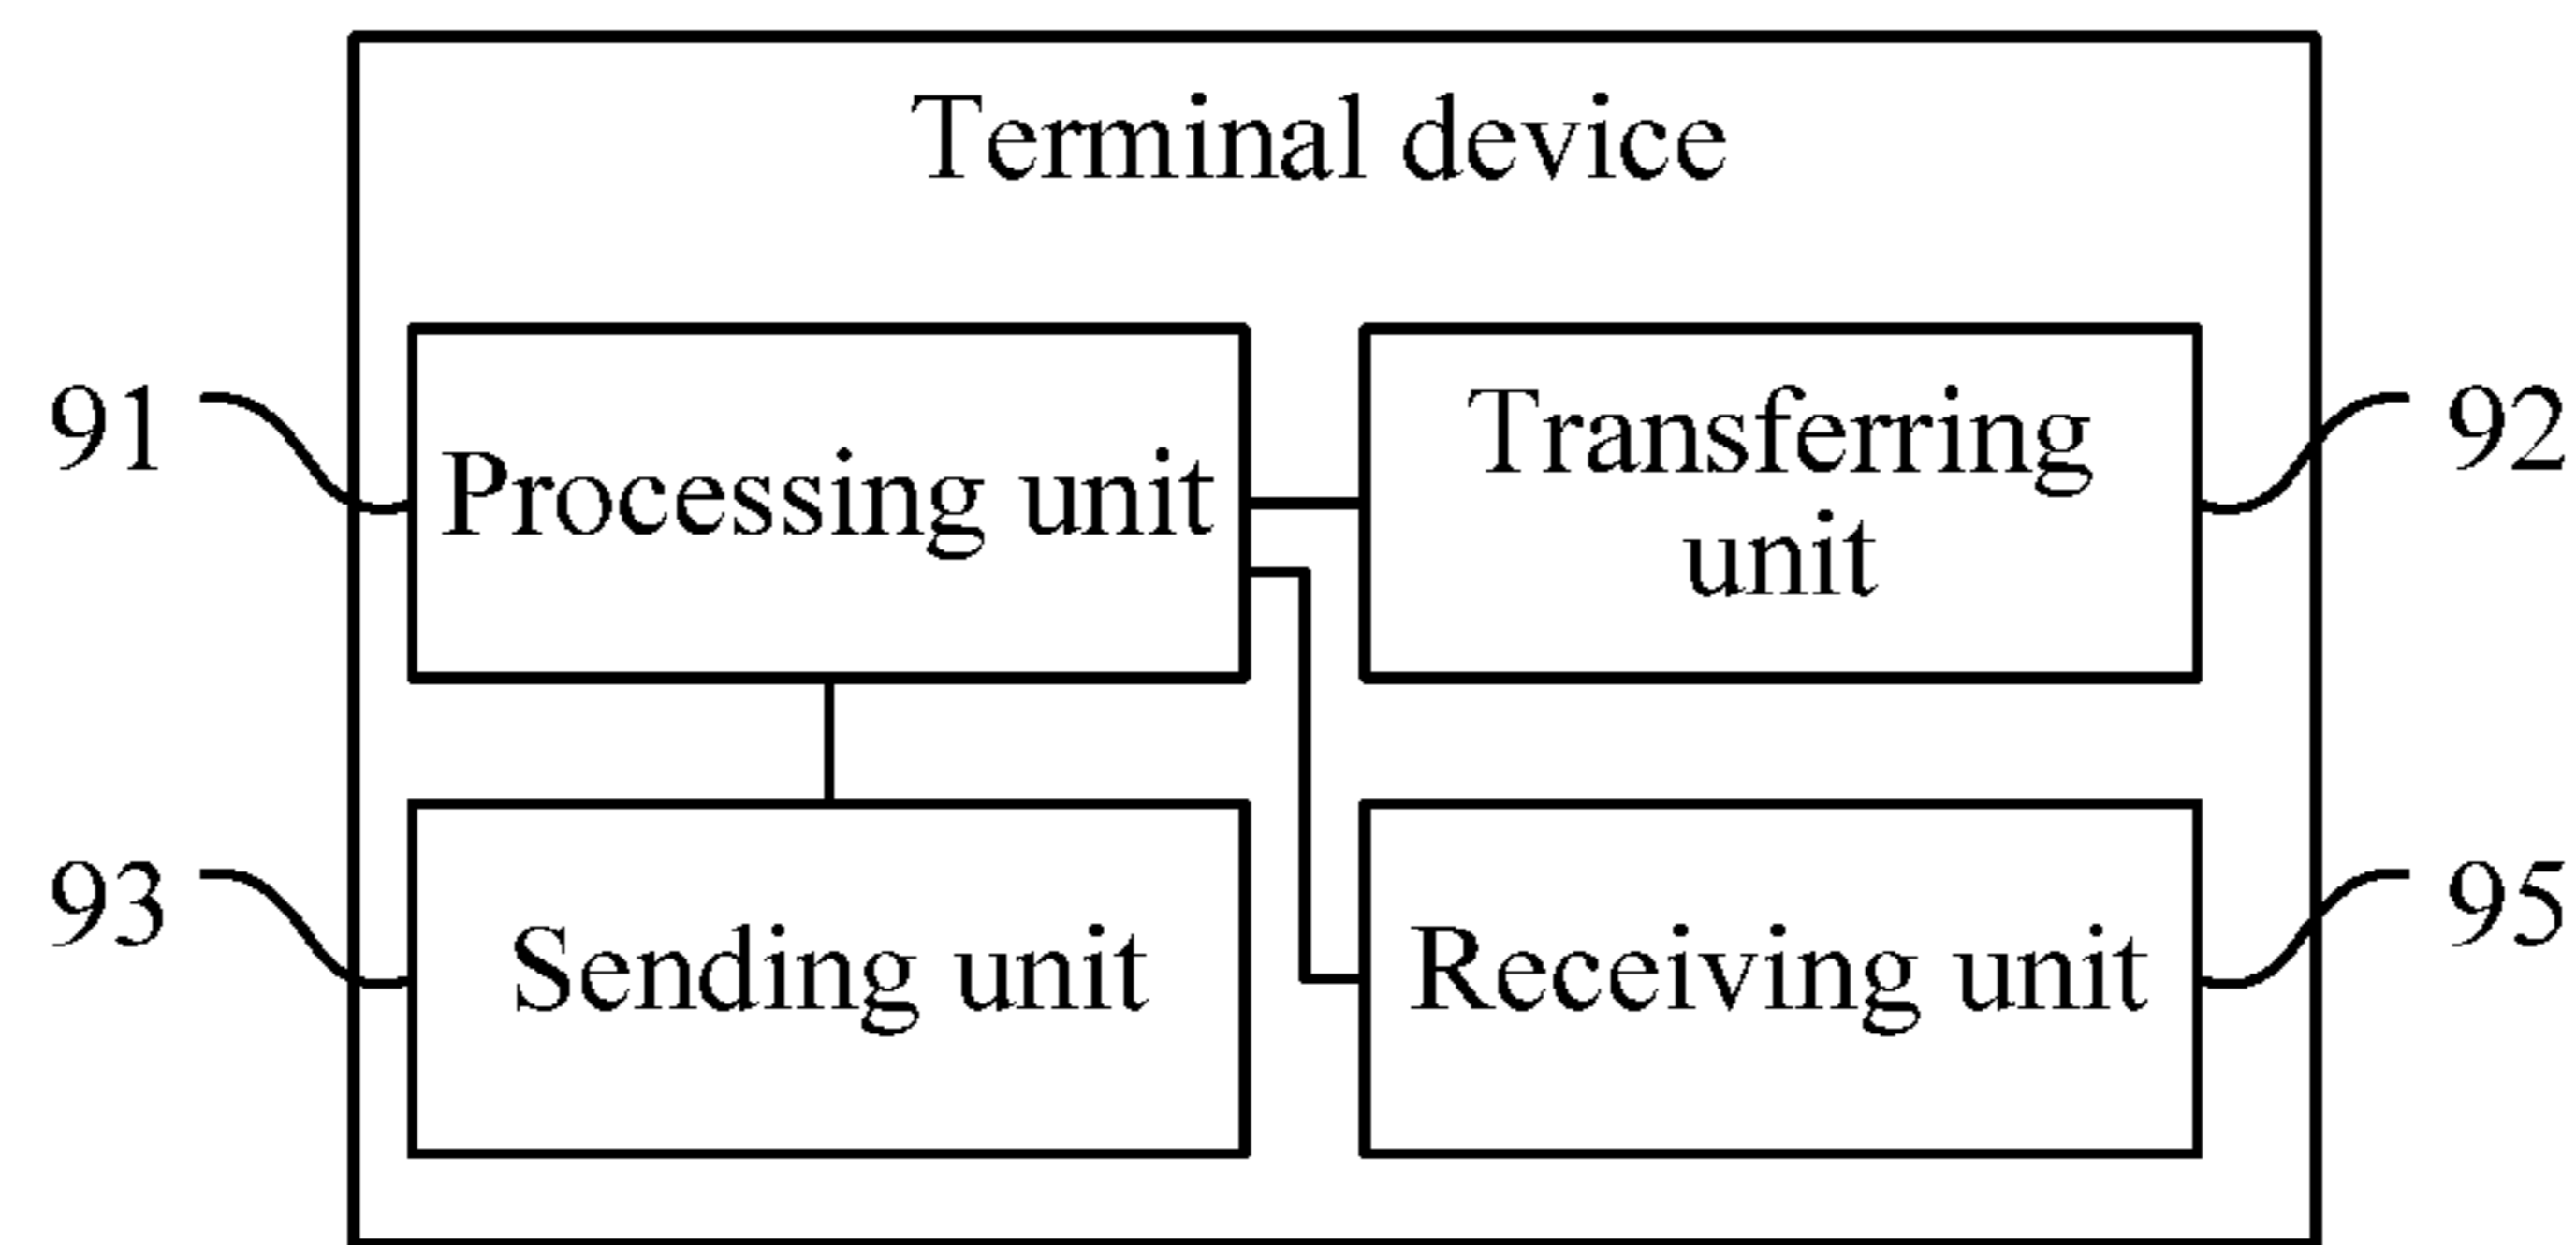 Terminal device
91
Processing unit
Transferring
unit
92
93
Sending unit
Receiving unit
95